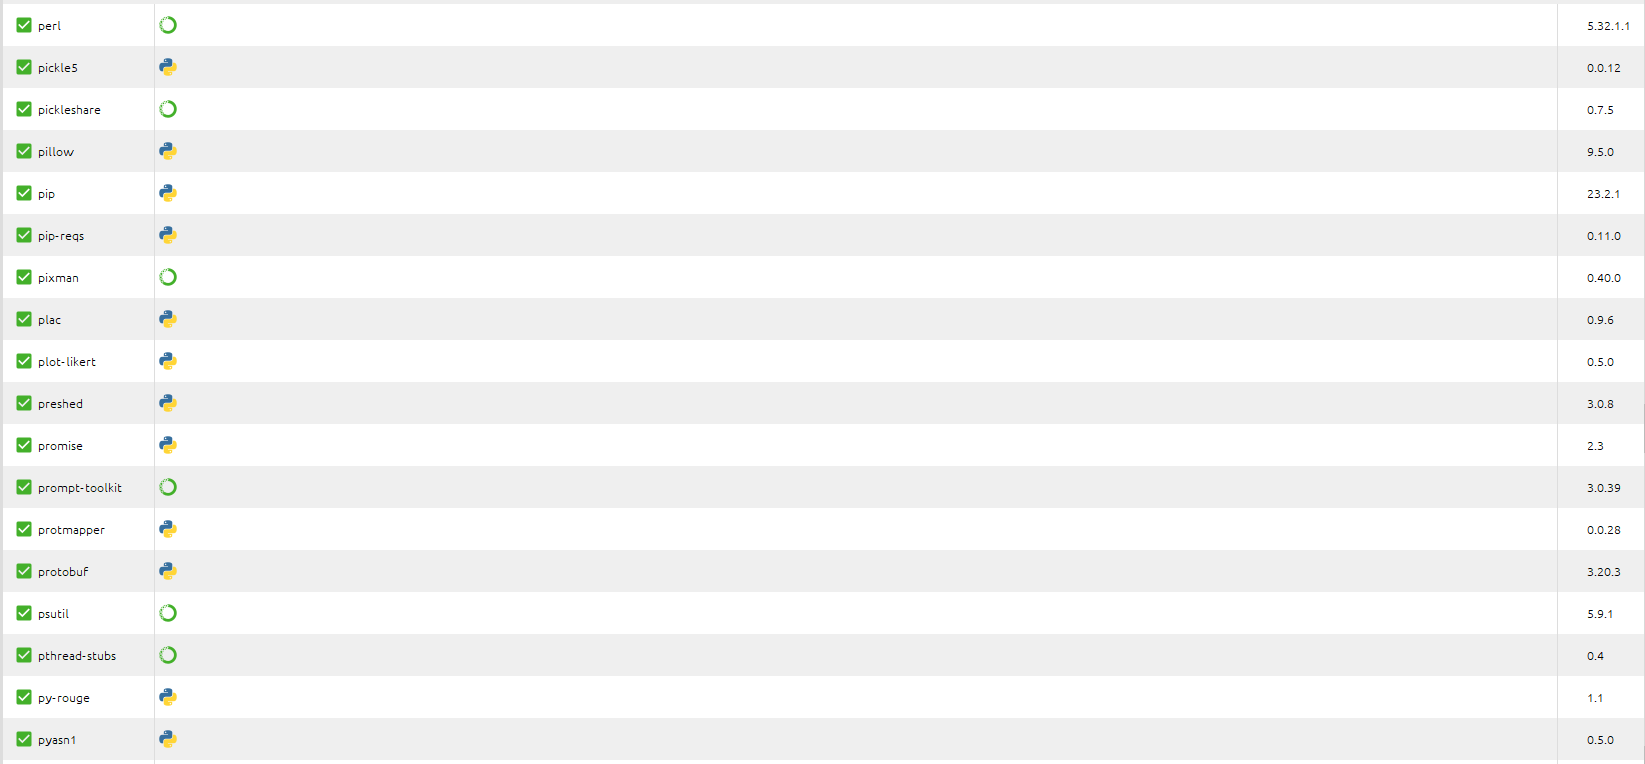 perl 5.32.1.1
pickle5 0.0.12
pickleshare 0.7.5
pillow 9.5.0
pip 23.2.1
pip-reqs 0.11.0
pixman 0.40.0
plac 0.9.6
plot-likert 0.5.0
preshed 3.0.8
promise 2.3
prompt-toolkit 3.0.39
protmapper 0.0.28
protobuf 3.20.3
psutil 5.9.1
pthread-stubs 0.4
py-rouge 1.1
pyasn1 0.5.0